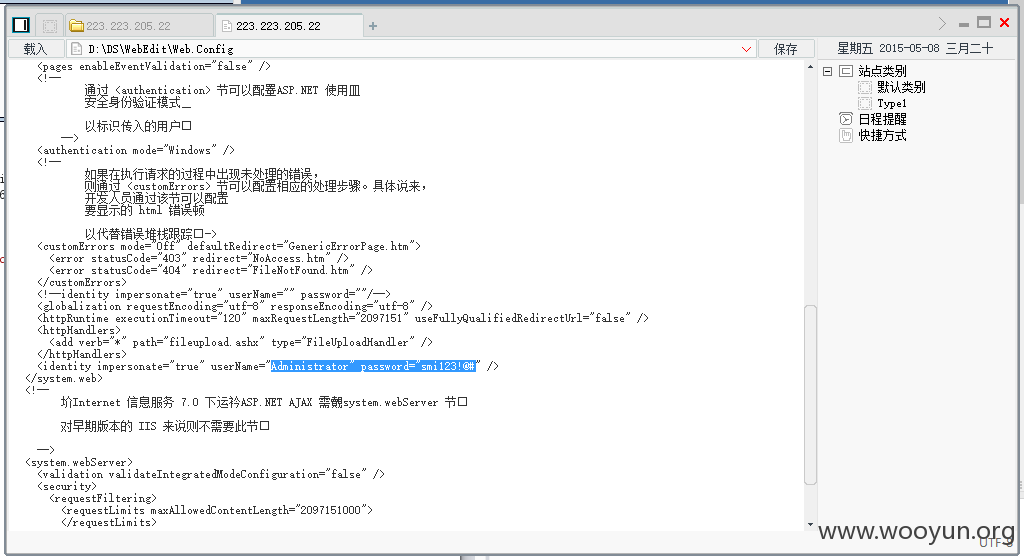 223.223.205.22
223.223.205.22
载入
D:\DS\WebEdit\Web.Config
保存
星期五 2015-05-08 三月二十
<pages enableEventValidation="false" />
<!--
通过 <authentication> 节可以配置ASP.NET 使用皿
安全身份验证模式_
以标识传入的用户口
-->
<authentication mode="Windows" />
<!--
如果在执行请求的过程中出现未处理的错误，
则通过 <customErrors> 节可以配置相应的处理步骤。具体说来，
开发人员通过该节可以配置
要显示的 html 错误顿
以代替错误堆栈跟踪口->
<customErrors mode="Off" defaultRedirect="GenericErrorPage.htm">
<error statusCode="403" redirect="NoAccess.htm" />
<error statusCode="404" redirect="FileNotFound.htm" />
</customErrors>
<!--identity impersonate="true" userName="" password=""/-->
<globalization requestEncoding="utf-8" responseEncoding="utf-8" />
<httpRuntime executionTimeout="120" maxRequestLength="2097151" useFullyQualifiedRedirectUrl="false" />
<httpHandlers>
<add verb="*" path="fileupload.ashx" type="FileUploadHandler" />
</httpHandlers>
<identity impersonate="true" userName="Administrator" password="smi123!@#" />
</system.web>
<!--
Internet 信息服务 7.0 下运衿ASP.NET AJAX 需覿system.webServer 节口
对早期版本的 IIS 来说则不需要此节口
-->
<system.webServer>
<validation validateIntegratedModeConfiguration="false" />
<security>
<requestFiltering>
<requestLimits maxAllowedContentLength="2097151000">
</requestLimits>
站点类别
默认类别
Type1
日程提醒
快捷方式
www.wooyun.org
UTF-8